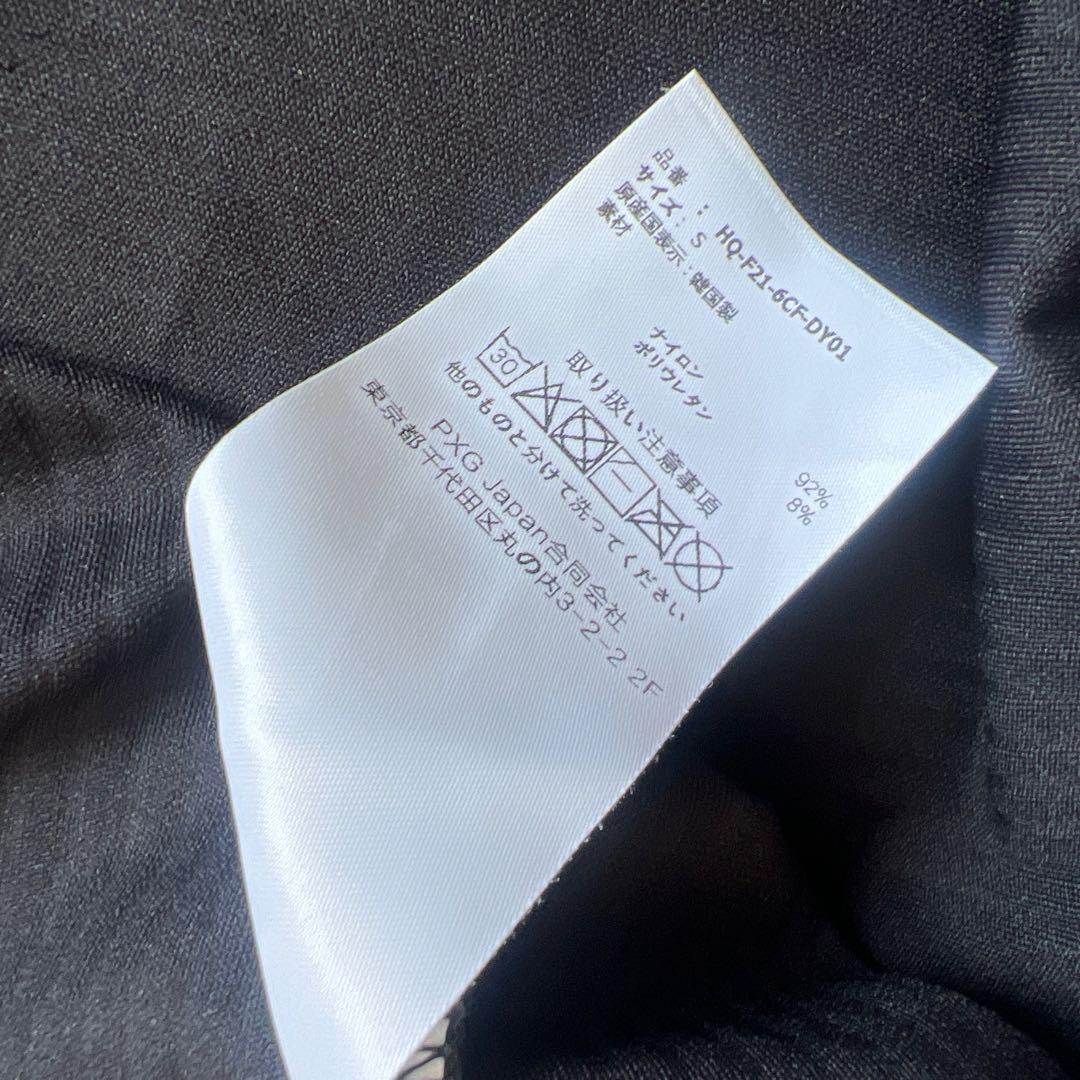 品番 : HQ-F21-6CF-DY01
サイズ : S
原産国表示 : 韓国製
素材
ナイロン 92%
ポリウレタン 8%
取り扱い注意事項
30
他のものと分けて洗ってください
PXG Japan合同会社
東京都千代田区丸の内3-2-2 2F